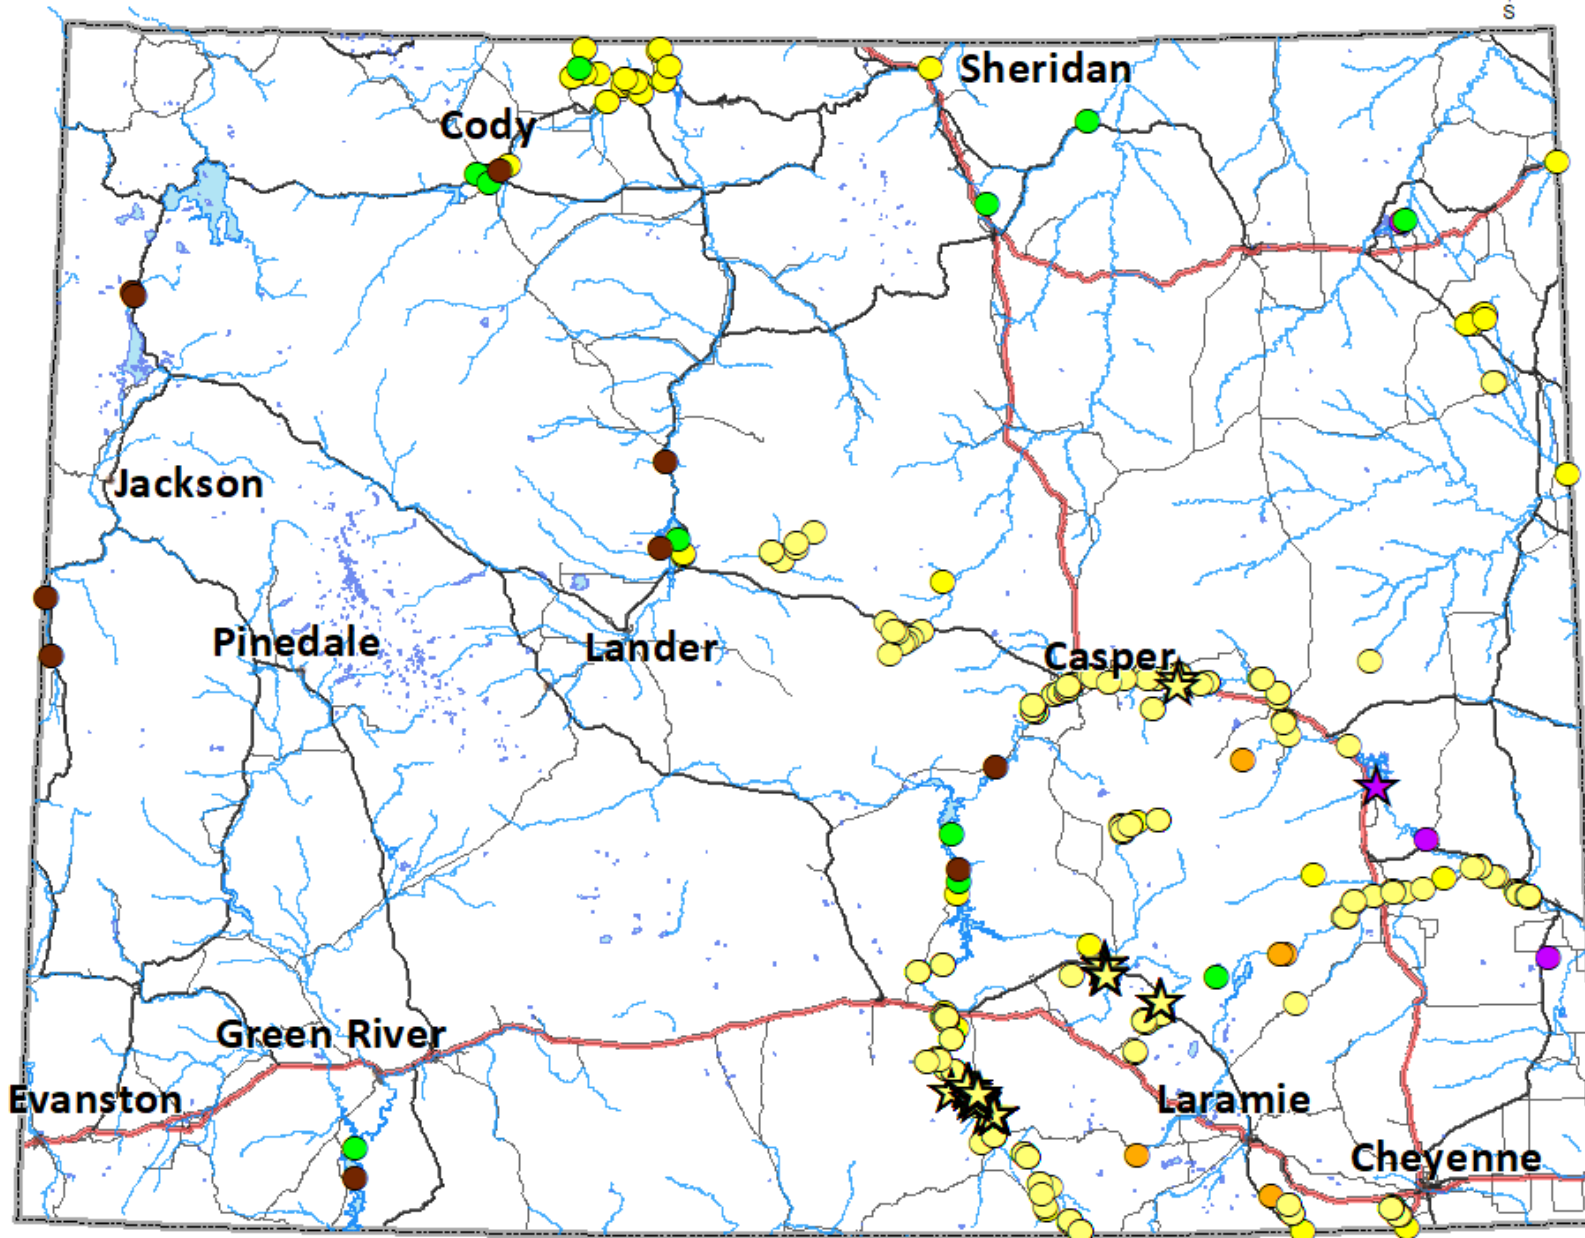 S
Sheridan
Cody
Jackson
Pinedale
Lander
Casper
Green River
Evanston
Laramie
Cheyenne